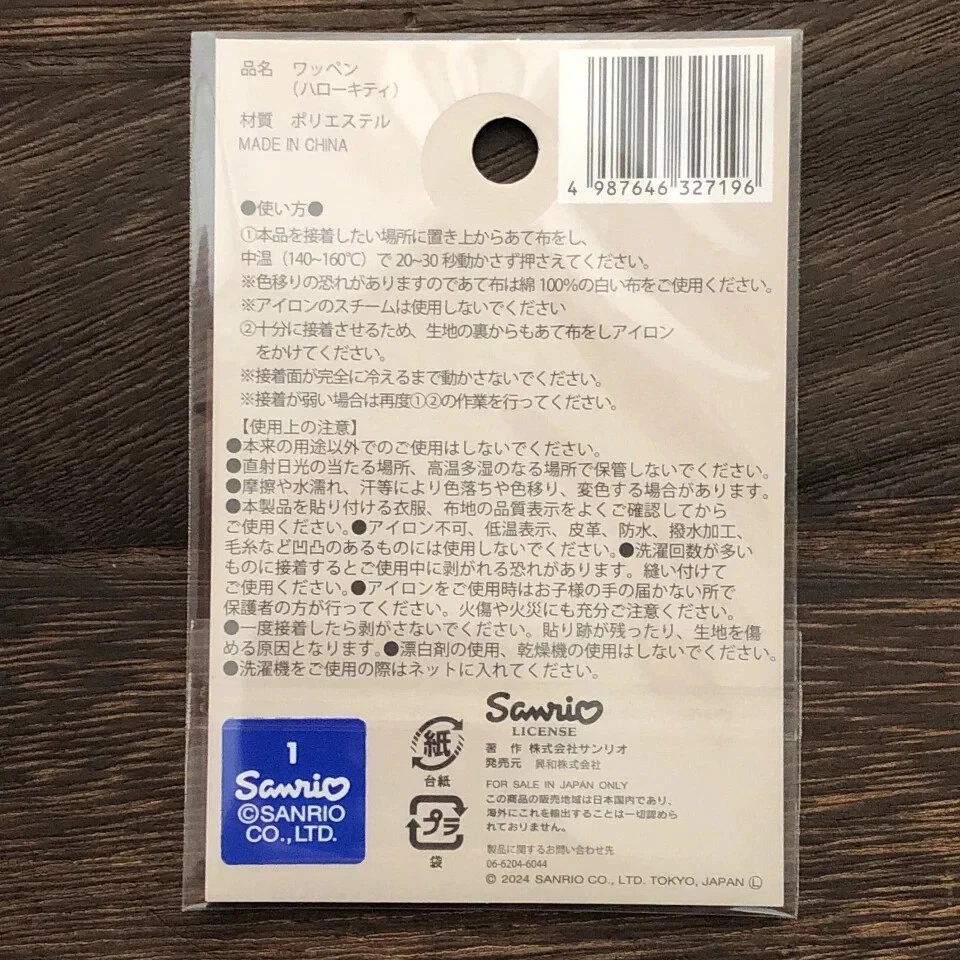 品名 ワッペン
（ハローキティ）
材質 ポリエステル
MADE IN CHINA
4 987646 327196
●使い方●
①本品を接着したい場所に置き上からあて布をし、
中温（140~160℃）で20~30秒動かさず押さえてください。
※色移りの恐れがありますのであて布は綿100%の白い布をご使用ください。
※アイロンのスチームは使用しないでください
②十分に接着させるため、生地の裏からもあて布をしアイロン
をかけてください。
※接着面が完全に冷えるまで動かさないでください。
※接着が弱い場合は再度①②の作業を行ってください。
【使用上の注意】
●本来の用途以外でのご使用はしないでください。
●直射日光の当たる場所、高温多湿のなる場所で保管しないでください。
●摩擦や水濡れ、汗等により色落ちや色移り、変色する場合があります。
●本製品を貼り付ける衣服、布地の品質表示をよくご確認してから
ご使用ください。●アイロン不可、低温表示、皮革、防水、撥水加工、
毛糸など凹凸のあるものには使用しないでください。●洗濯回数が多い
ものに接着するとご使用中に剥がれる恐れがあります。縫い付けて
ご使用ください。●アイロンをご使用時はお子様の手の届かない所で
保護者の方が行ってください。火傷や火災にも充分ご注意ください。
●一度接着したら剥がさないでください。貼り跡が残ったり、生地を傷
める原因となります。●漂白剤の使用、乾燥機の使用はしないでください。
●洗濯機をご使用の際はネットに入れてください。
1
Sanrio
©SANRIO
CO.,LTD.
紙
台紙
プラ
袋
Sanrio
LICENSE
著 作 株式会社サンリオ
発売元 興和株式会社
FOR SALE IN JAPAN ONLY
この商品の販売地域は日本国内であり、
海外にこれを輸出することは一切認めら
れておりません。
製品に関するお問い合わせ先
06-6204-6044
© 2024 SANRIO CO., LTD. TOKYO, JAPAN Ⓛ